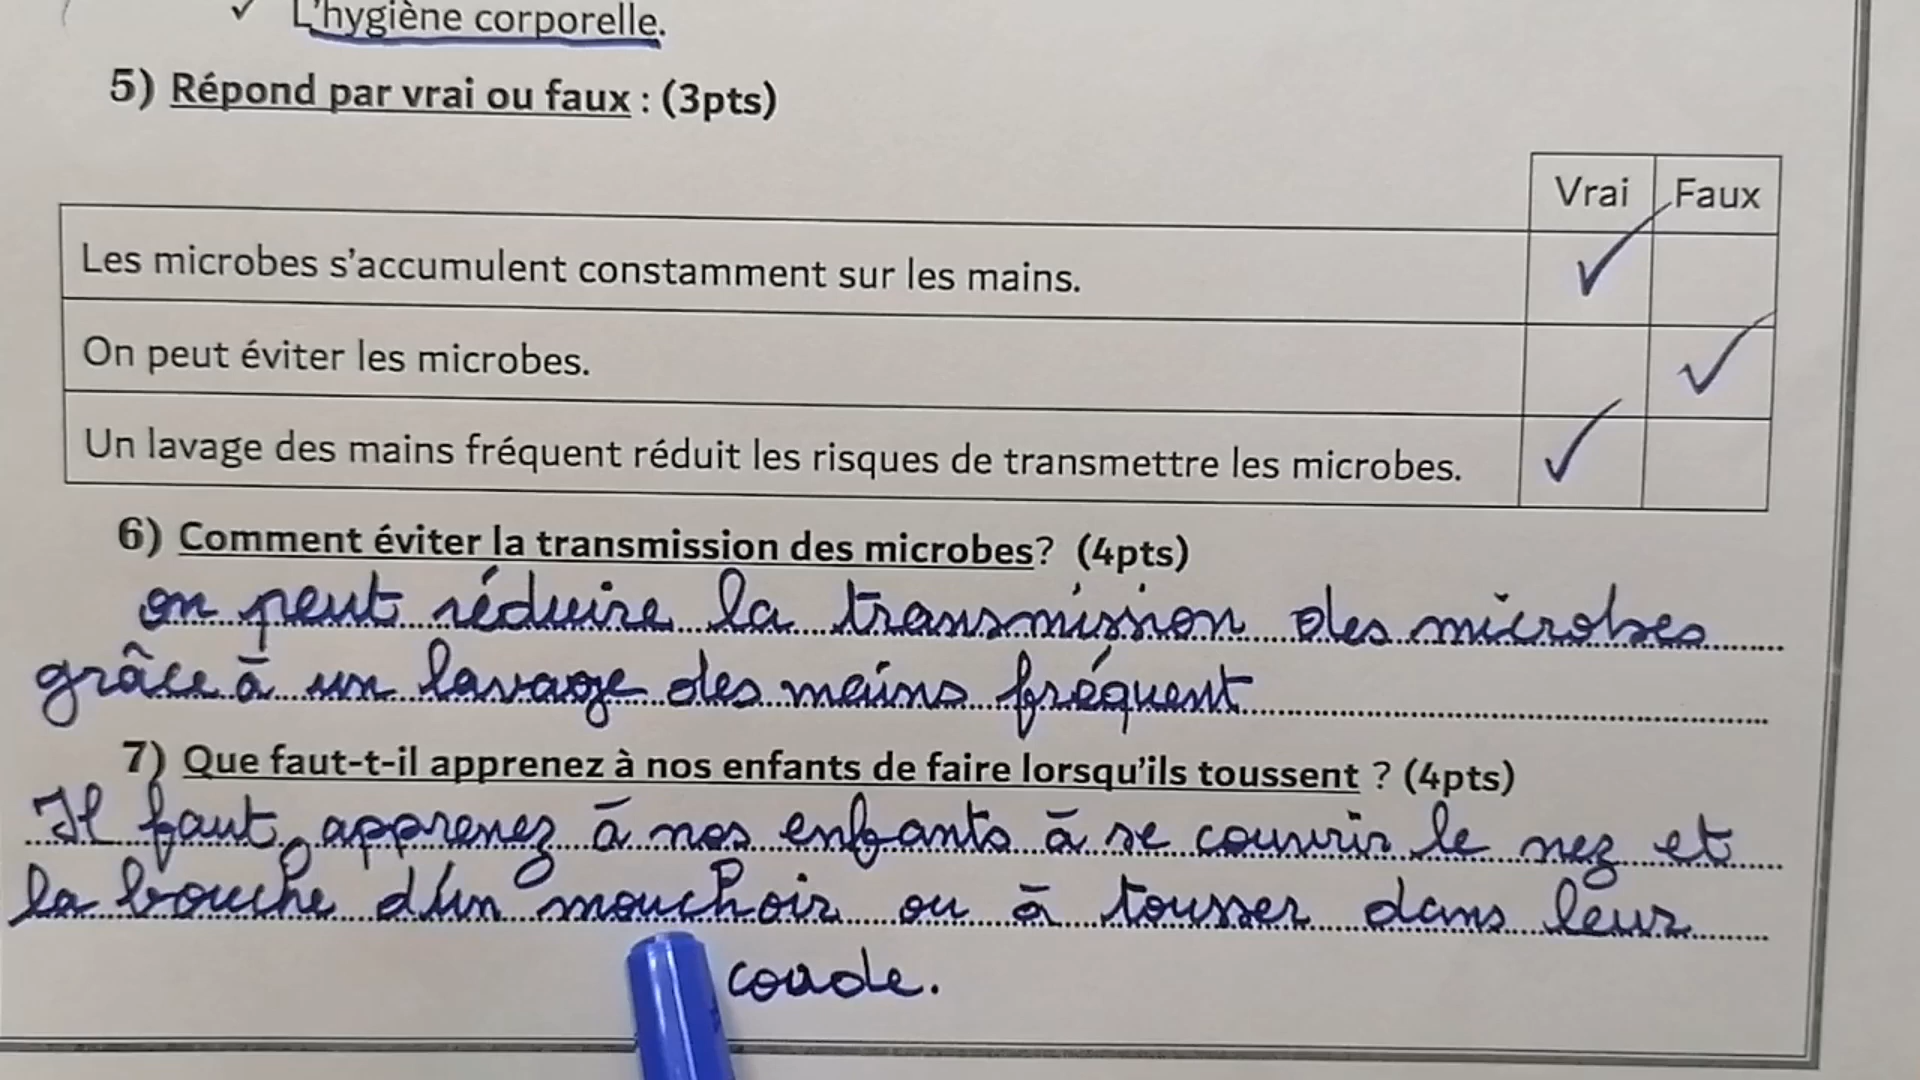 ✓ L'hygiène corporelle.
5) Répond par vrai ou faux : (3pts)
Vrai Faux
Les microbes s'accumulent constamment sur les mains. ✓
On peut éviter les microbes. ✓
Un lavage des mains fréquent réduit les risques de transmettre les microbes. ✓
6) Comment éviter la transmission des microbes? (4pts)
on peut réduire la transmission des microbes
grâce à un lavage des mains fréquent
7) Que faut-t-il apprenez à nos enfants de faire lorsqu'ils toussent ? (4pts)
Il faut apprenez à nos enfants à se couvrir le nez et
la bouche d'un mouchoir ou à tousser dans leur
coude.